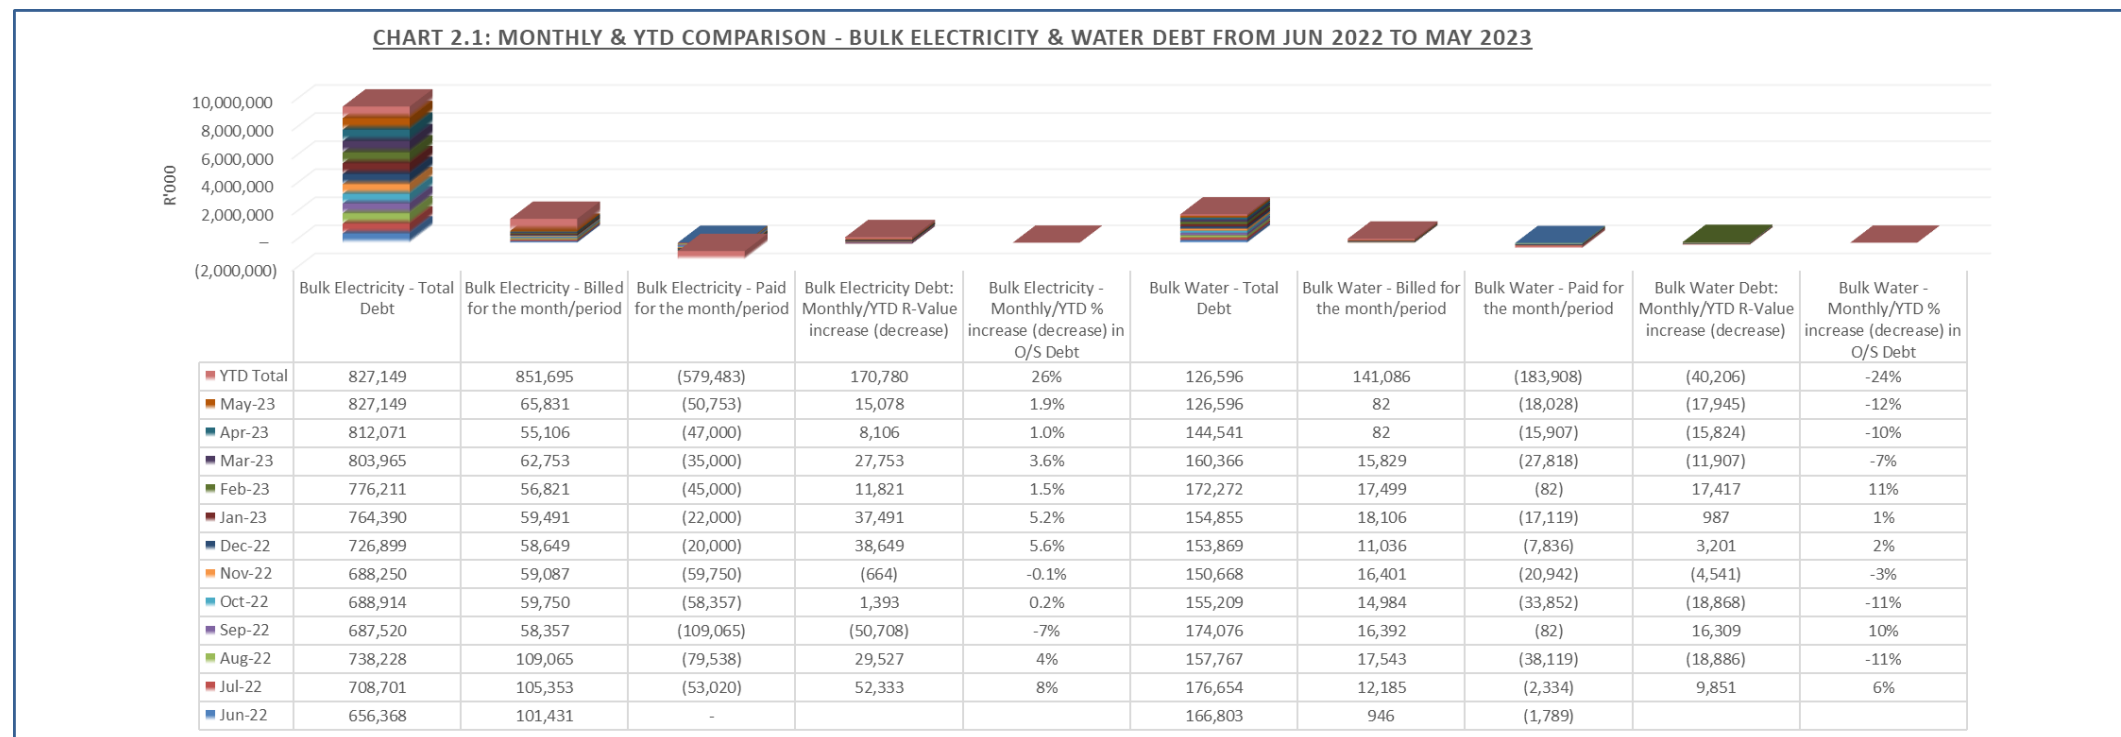 CHART 2.1: MONTHLY & YTD COMPARISON - BULK ELECTRICITY & WATER DEBT FROM JUN 2022 TO MAY 2023
10,000,000
8,000,000
6,000,000
4,000,000
2,000,000
–
(2,000,000)
R'000
Bulk Electricity - Total Debt
Bulk Electricity - Billed for the month/period
Bulk Electricity - Paid for the month/period
Bulk Electricity Debt: Monthly/YTD R-Value increase (decrease)
Bulk Electricity - Monthly/YTD % increase (decrease) in O/S Debt
Bulk Water - Total Debt
Bulk Water - Billed for the month/period
Bulk Water - Paid for the month/period
Bulk Water Debt: Monthly/YTD R-Value increase (decrease)
Bulk Water - Monthly/YTD % increase (decrease) in O/S Debt
YTD Total 827,149 851,695 (579,483) 170,780 26% 126,596 141,086 (183,908) (40,206) -24%
May-23 827,149 65,831 (50,753) 15,078 1.9% 126,596 82 (18,028) (17,945) -12%
Apr-23 812,071 55,106 (47,000) 8,106 1.0% 144,541 82 (15,907) (15,824) -10%
Mar-23 803,965 62,753 (35,000) 27,753 3.6% 160,366 15,829 (27,818) (11,907) -7%
Feb-23 776,211 56,821 (45,000) 11,821 1.5% 172,272 17,499 (82) 17,417 11%
Jan-23 764,390 59,491 (22,000) 37,491 5.2% 154,855 18,106 (17,119) 987 1%
Dec-22 726,899 58,649 (20,000) 38,649 5.6% 153,869 11,036 (7,836) 3,201 2%
Nov-22 688,250 59,087 (59,750) (664) -0.1% 150,668 16,401 (20,942) (4,541) -3%
Oct-22 688,914 59,750 (58,357) 1,393 0.2% 155,209 14,984 (33,852) (18,868) -11%
Sep-22 687,520 58,357 (109,065) (50,708) -7% 174,076 16,392 (82) 16,309 10%
Aug-22 738,228 109,065 (79,538) 29,527 4% 157,767 17,543 (38,119) (18,886) -11%
Jul-22 708,701 105,353 (53,020) 52,333 8% 176,654 12,185 (2,334) 9,851 6%
Jun-22 656,368 101,431 - 166,803 946 (1,789)